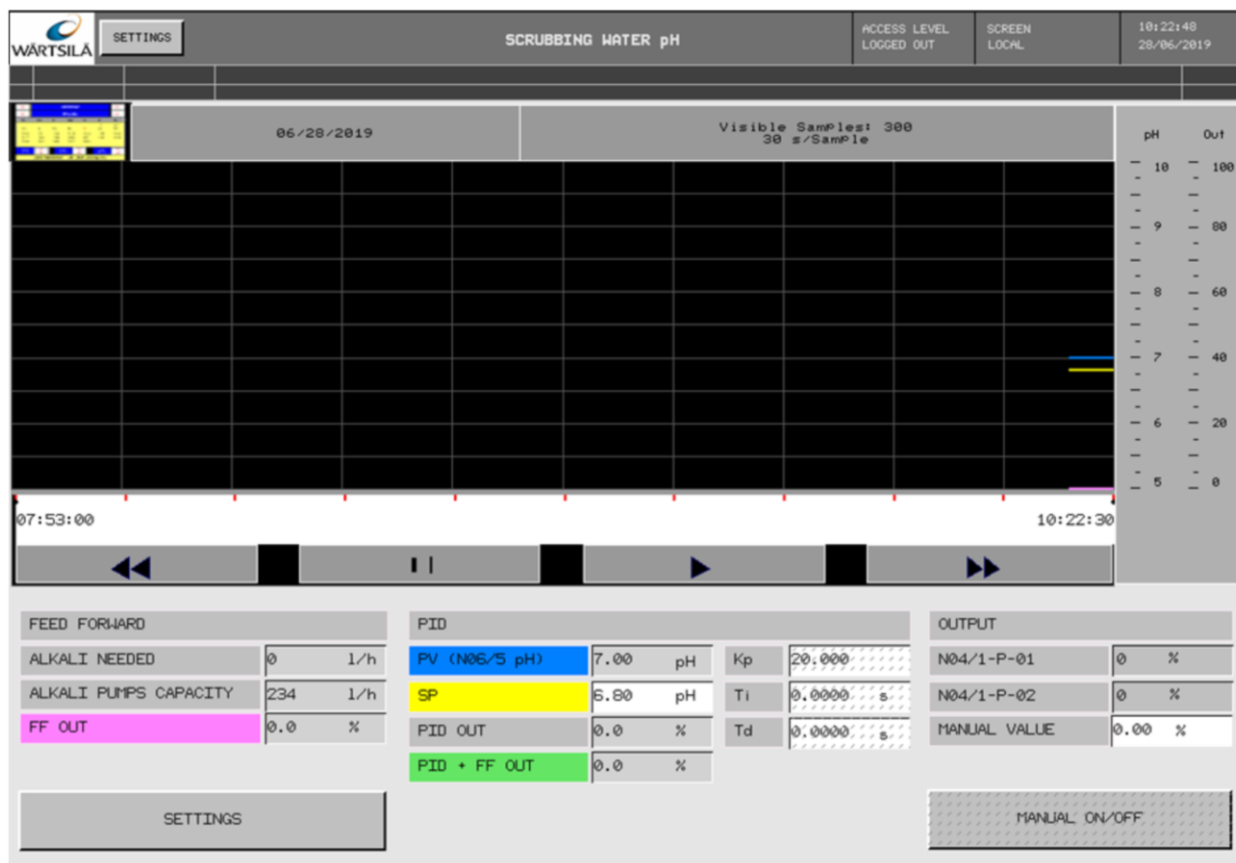 WÄRTSILÄ
SETTINGS
SCRUBBING WATER pH
ACCESS LEVEL
LOGGED OUT
SCREEN
LOCAL
10:22:48
28/06/2019
06/28/2019
Visible Samples: 300
30 s/Sample
pH Out
10 100
9 80
8 60
7 40
6 20
5 0
07:53:00 10:22:30
FEED FORWARD
ALKALI NEEDED 0 l/h
ALKALI PUMPS CAPACITY 234 l/h
FF OUT 0.0 %
PID
PV (N06/5 pH) 7.00 pH Kp 20.000
SP 6.80 pH Ti 0.0000 s
PID OUT 0.0 % Td 0.0000 s
PID + FF OUT 0.0 %
OUTPUT
N04/1-P-01 0 %
N04/1-P-02 0 %
MANUAL VALUE 0.00 %
SETTINGS
MANUAL ON/OFF